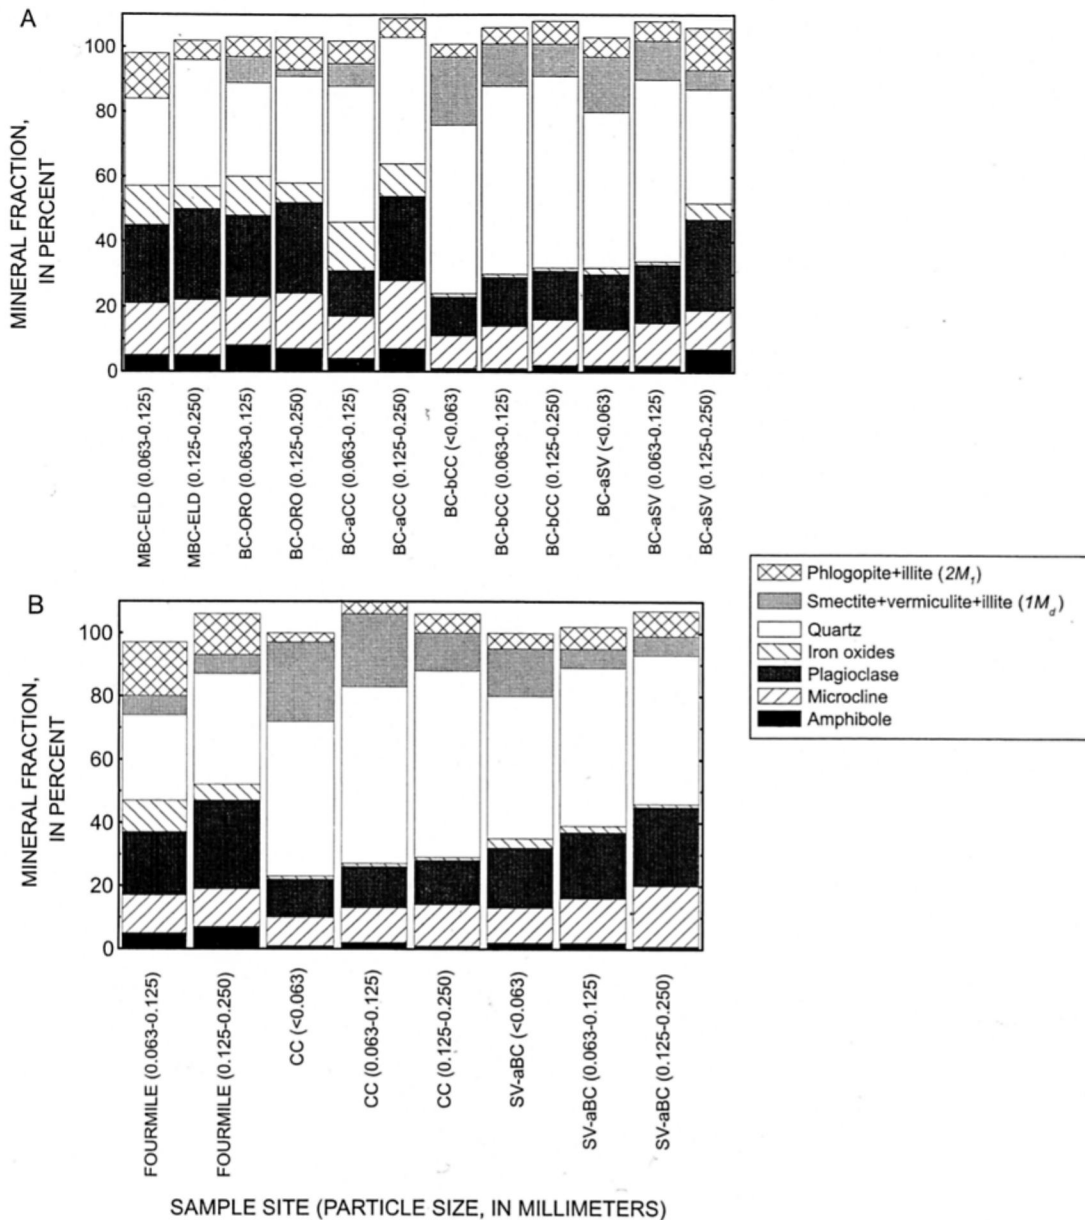 A
MINERAL FRACTION,
IN PERCENT
100
80
60
40
20
0
MBC-ELD (0.063-0.125)
MBC-ELD (0.125-0.250)
BC-ORO (0.063-0.125)
BC-ORO (0.125-0.250)
BC-aCC (0.063-0.125)
BC-aCC (0.125-0.250)
BC-bCC (<0.063)
BC-bCC (0.063-0.125)
BC-bCC (0.125-0.250)
BC-aSV (<0.063)
BC-aSV (0.063-0.125)
BC-aSV (0.125-0.250)
Phlogopite+illite (2M1)
Smectite+vermiculite+illite (1Md)
Quartz
Iron oxides
Plagioclase
Microcline
Amphibole
B
MINERAL FRACTION,
IN PERCENT
100
80
60
40
20
0
FOURMILE (0.063-0.125)
FOURMILE (0.125-0.250)
CC (<0.063)
CC (0.063-0.125)
CC (0.125-0.250)
SV-aBC (<0.063)
SV-aBC (0.063-0.125)
SV-aBC (0.125-0.250)
SAMPLE SITE (PARTICLE SIZE, IN MILLIMETERS)